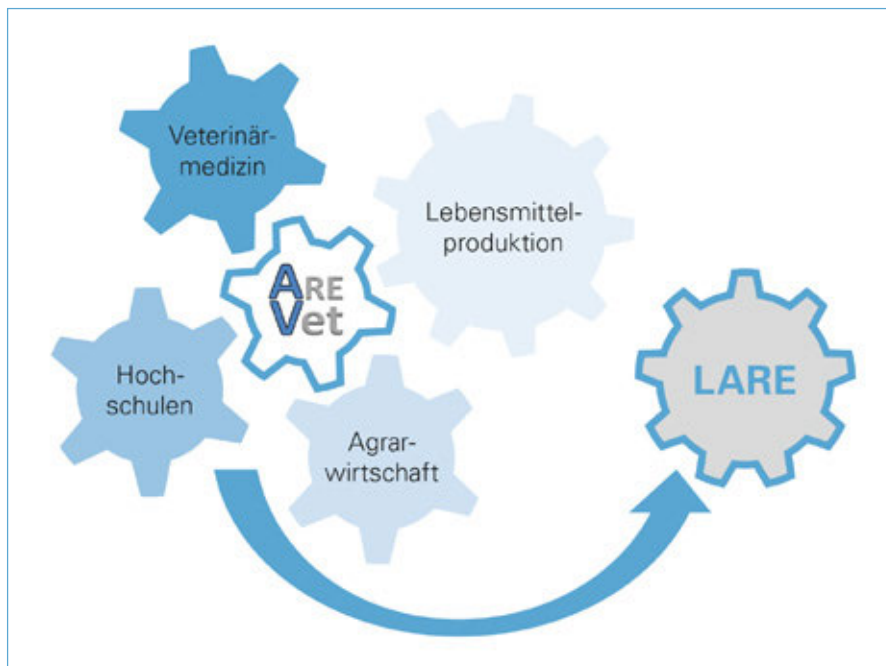 Veterinär-
medizin
Lebensmittel-
produktion
ARE
Vet
LARE
Hoch-
schulen
Agrar-
wirtschaft